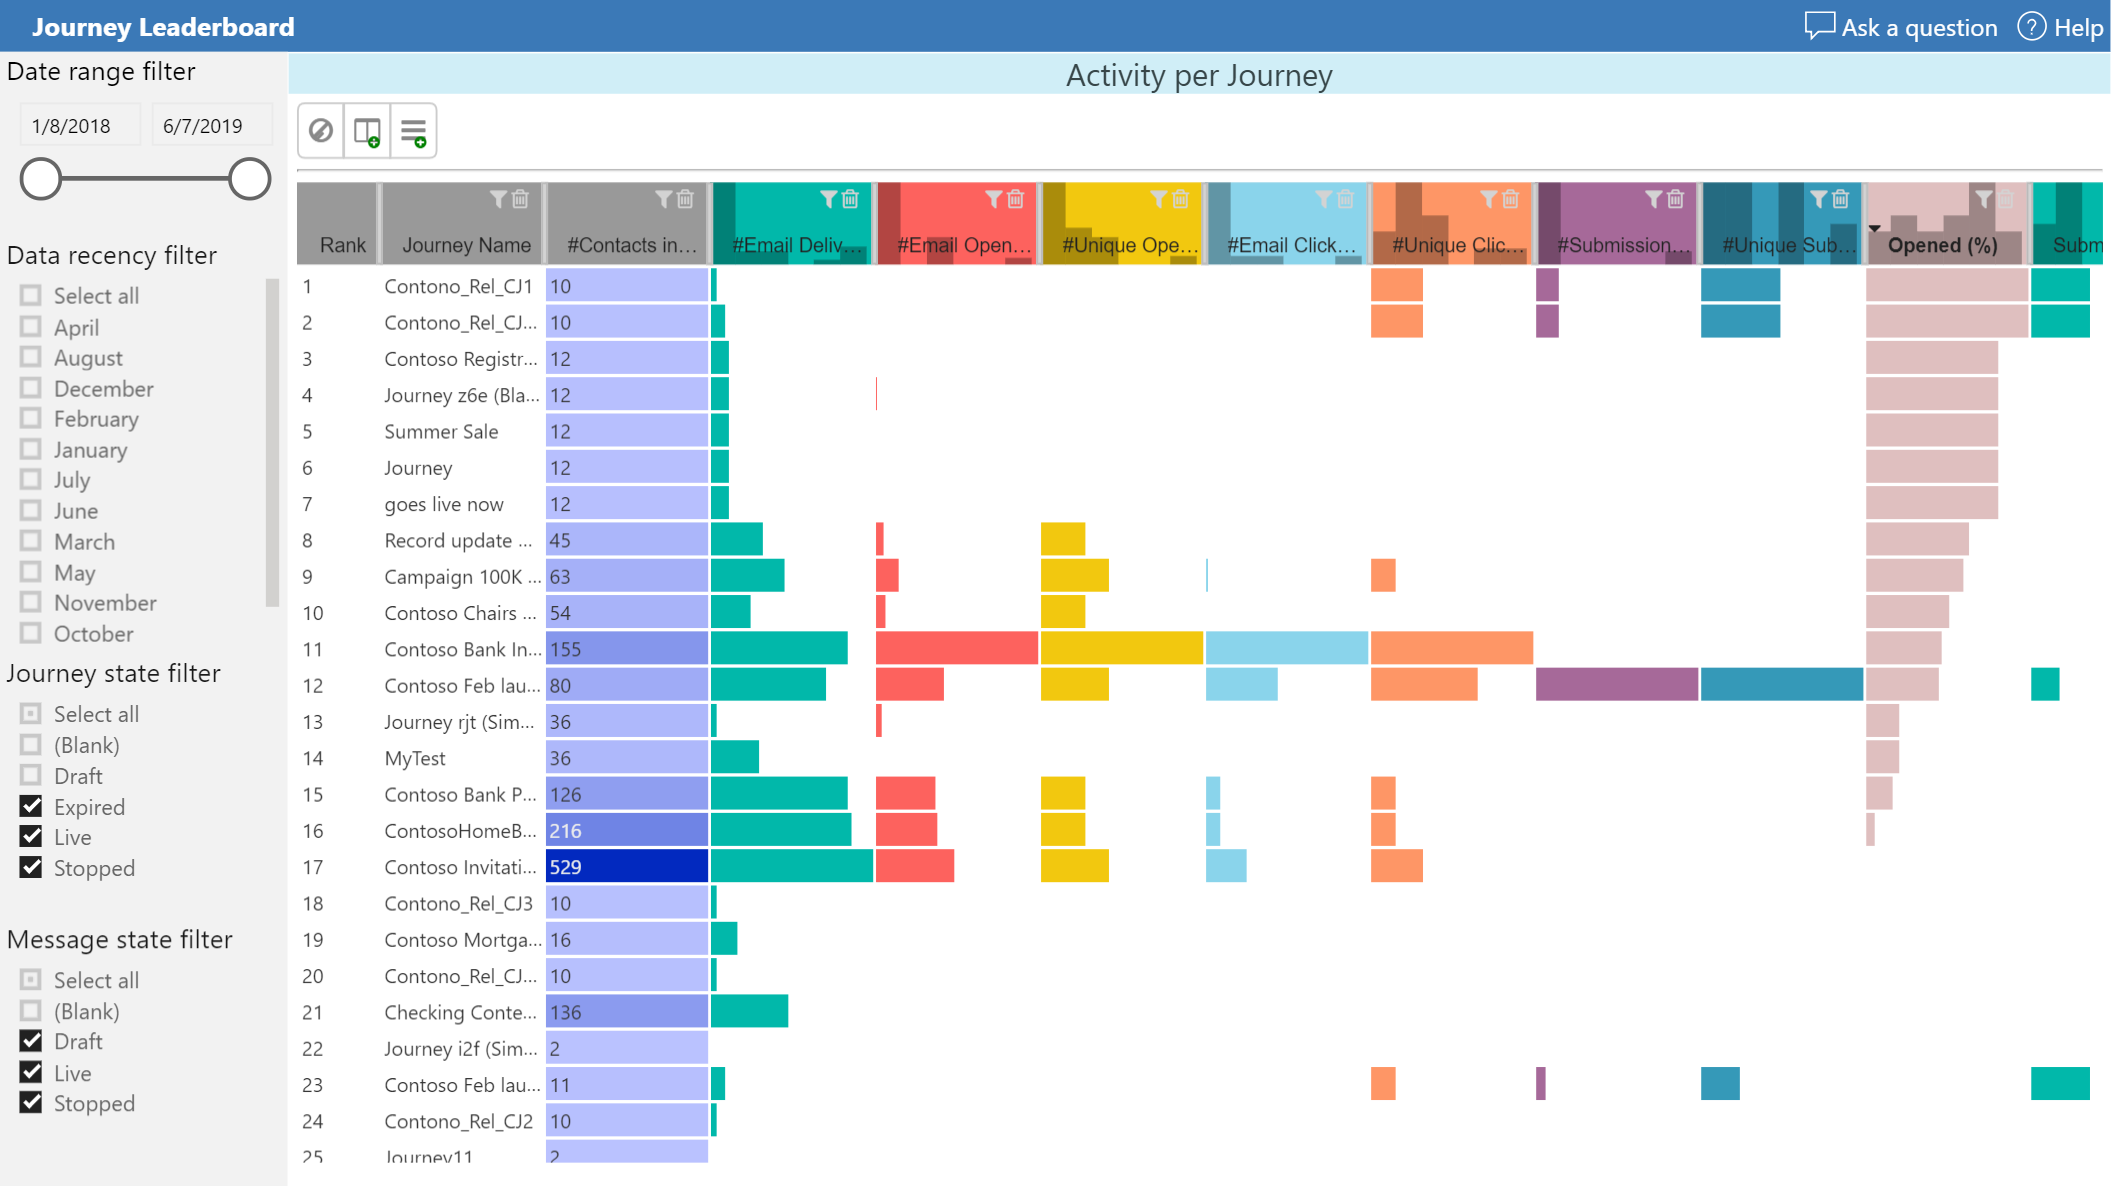 Journey Leaderboard
Ask a question
Help
Date range filter
1/8/2018 6/7/2019
Data recency filter
Select all
April
August
December
February
January
July
June
March
May
November
October
Journey state filter
Select all
(Blank)
Draft
Expired
Live
Stopped
Message state filter
Select all
(Blank)
Draft
Live
Stopped
Activity per Journey
Rank Journey Name #Contacts in... #Email Deliv... #Email Open... #Unique Ope... #Email Click... #Unique Clic... #Submission... #Unique Sub... Opened (%) Subm
1 Contono_Rel_CJ1 10
2 Contono_Rel_CJ... 10
3 Contoso Registr... 12
4 Journey z6e (Bla... 12
5 Summer Sale 12
6 Journey 12
7 goes live now 12
8 Record update ... 45
9 Campaign 100K ... 63
10 Contoso Chairs ... 54
11 Contoso Bank In... 155
12 Contoso Feb lau... 80
13 Journey rjt (Sim... 36
14 MyTest 36
15 Contoso Bank P... 126
16 ContosoHomeB... 216
17 Contoso Invitati... 529
18 Contono_Rel_CJ3 10
19 Contoso Mortga... 16
20 Contono_Rel_CJ... 10
21 Checking Conte... 136
22 Journey i2f (Sim... 2
23 Contoso Feb lau... 11
24 Contono_Rel_CJ2 10
25 Journey11 2